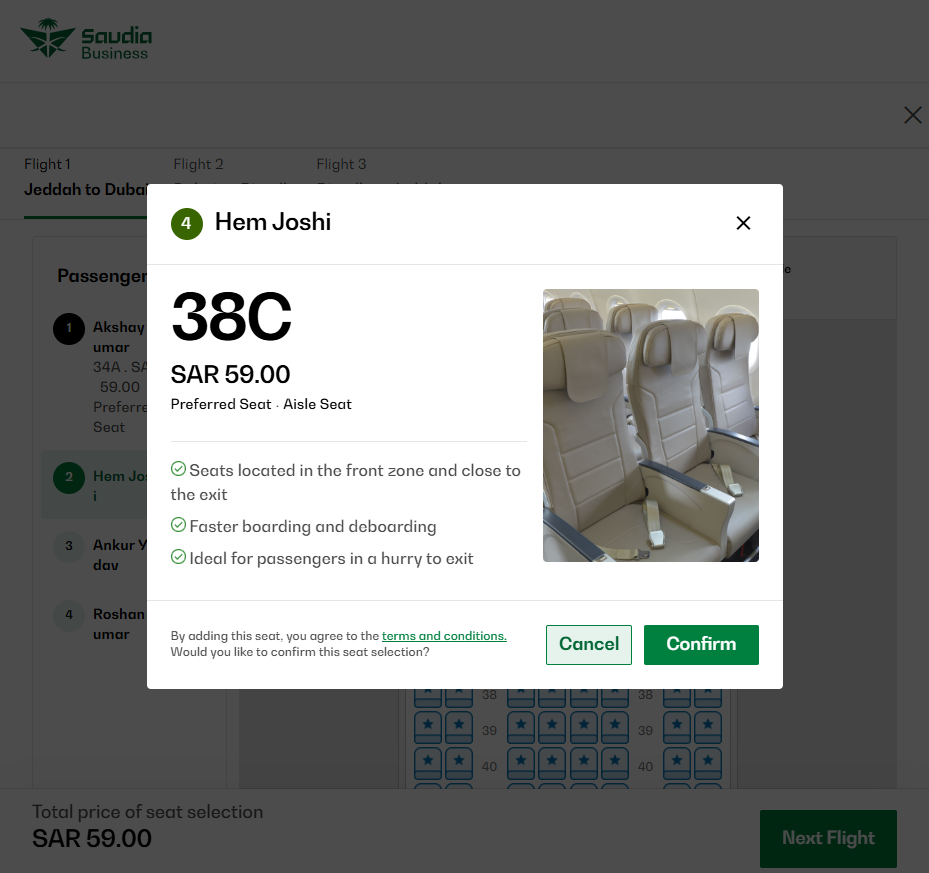 Saudia
Business
Flight 1
Flight 2
Flight 3
Jeddah to Dubai
4
Hem Joshi
Passenger
1
Akshay
umar
34A . SA
59.00
Preferre
Seat
2
Hem Jos
i
3
Ankur Y
dav
4
Roshan
umar
38C
SAR 59.00
Preferred Seat · Aisle Seat
Seats located in the front zone and close to
the exit
Faster boarding and deboarding
Ideal for passengers in a hurry to exit
By adding this seat, you agree to the terms and conditions.
Would you like to confirm this seat selection?
Cancel
Confirm
38
38
39
39
40
40
Total price of seat selection
SAR 59.00
Next Flight